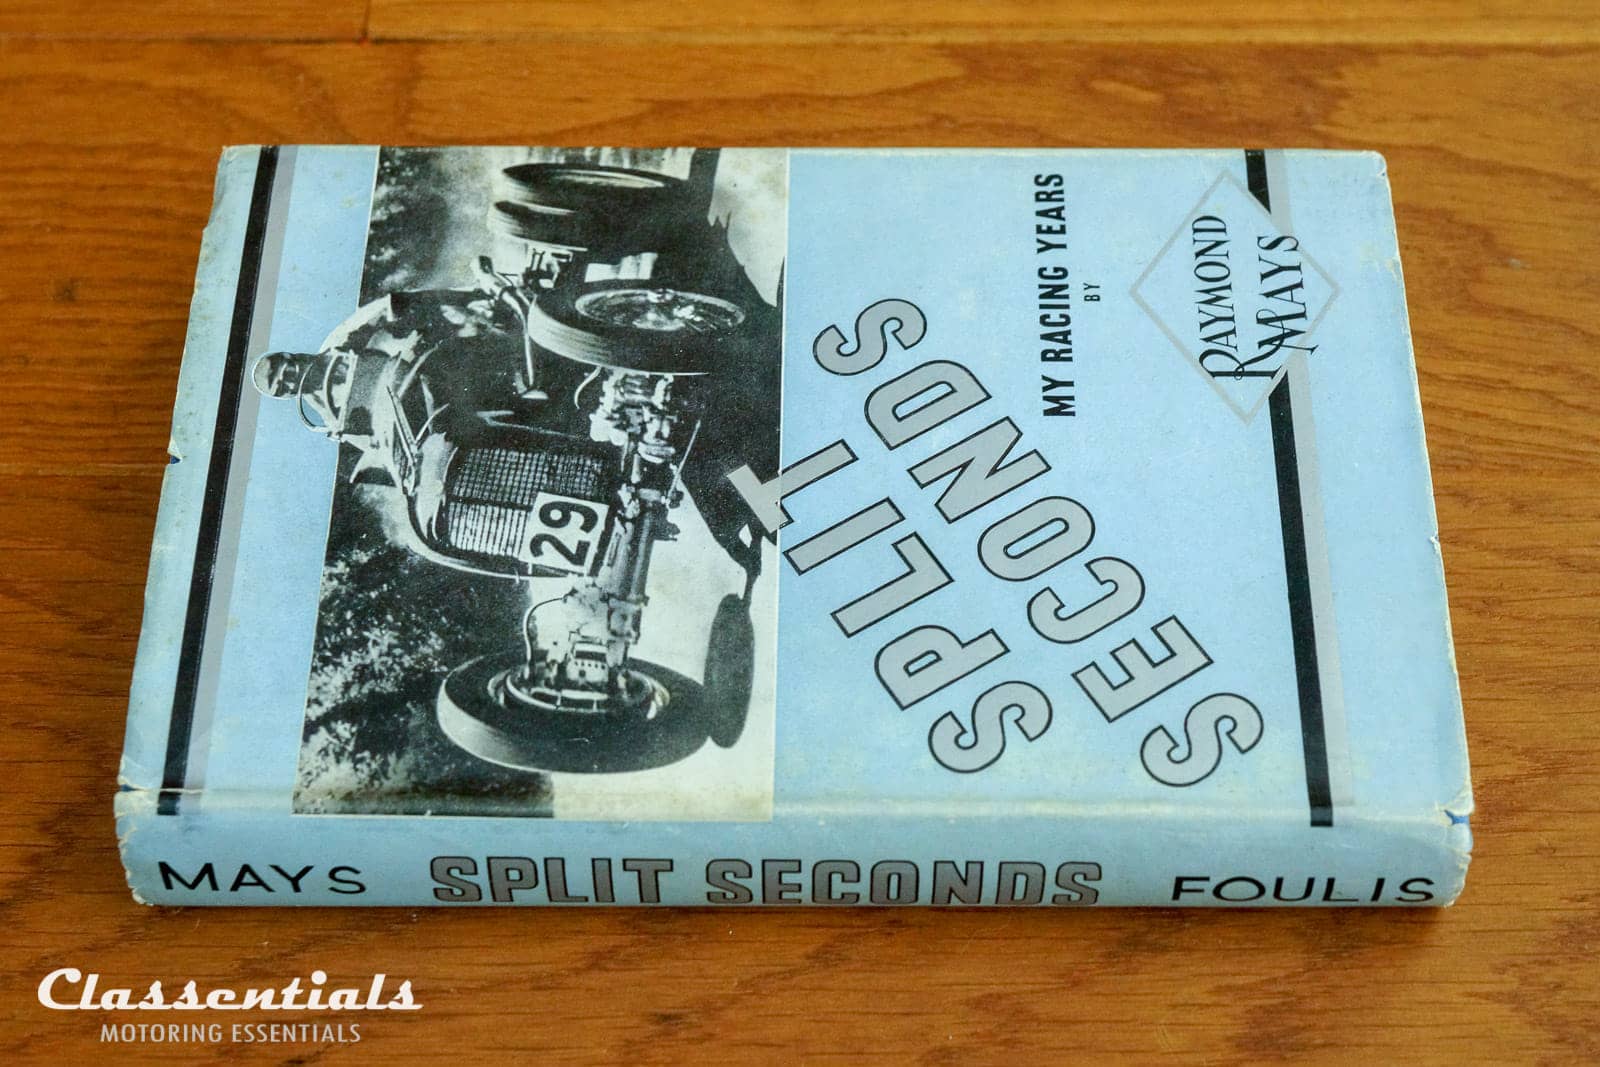 29
SPLIT
SECONDS
MY RACING YEARS
BY
RAYMOND
MAYS
MAYS SPLIT SECONDS FOULIS
Classentials
MOTORING ESSENTIALS